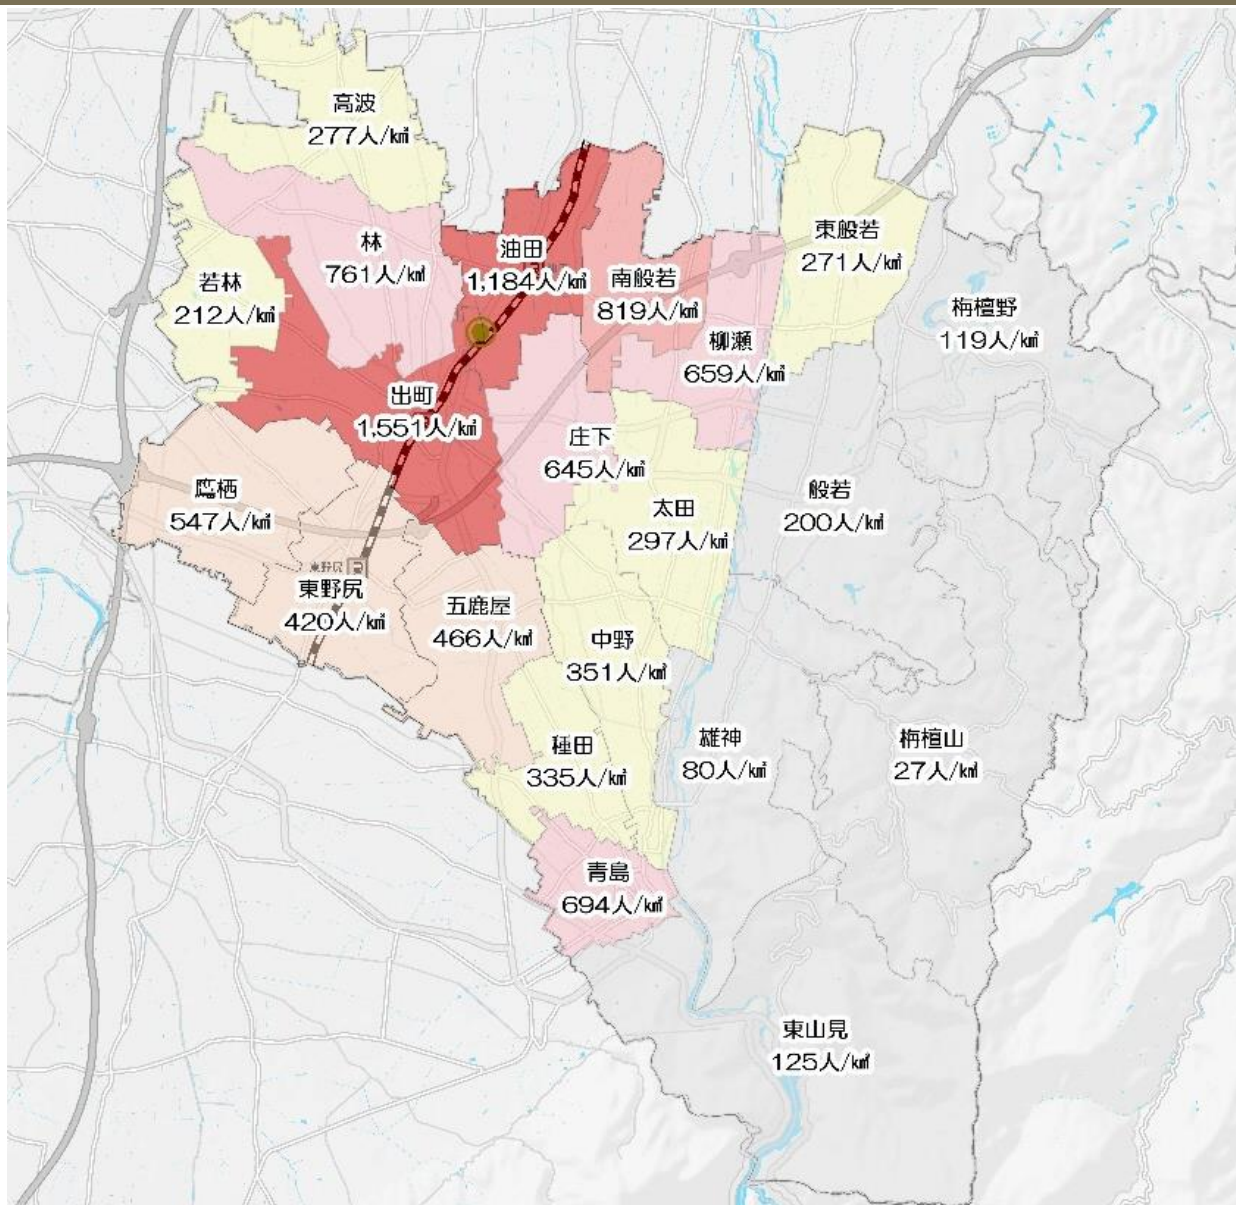 高波
277人/㎢
林
761人/㎢
油田
1,184人/㎢
東般若
271人/㎢
若林
212人/㎢
南般若
819人/㎢
栴檀野
119人/㎢
柳瀬
659人/㎢
出町
1,551人/㎢
庄下
645人/㎢
鷹栖
547人/㎢
太田
297人/㎢
般若
200人/㎢
東野尻
東野尻
420人/㎢
五鹿屋
466人/㎢
中野
351人/㎢
種田
335人/㎢
雄神
80人/㎢
栴檀山
27人/㎢
青島
694人/㎢
東山見
125人/㎢